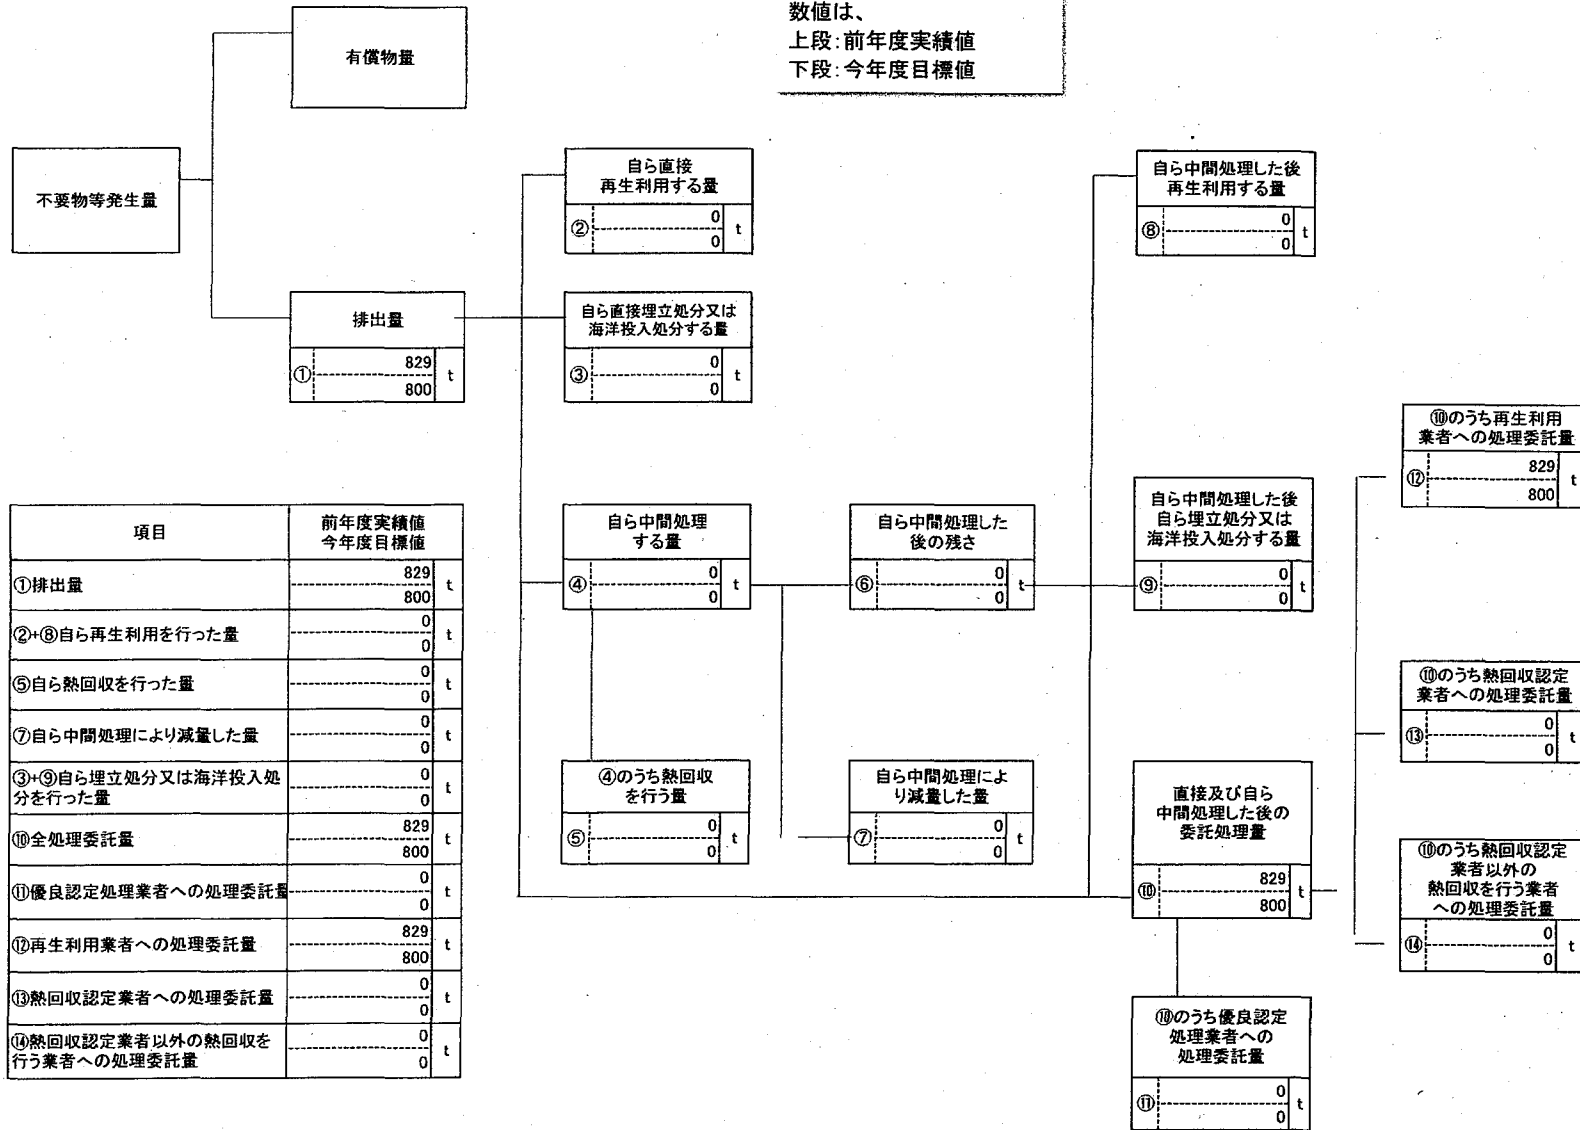 数値は、
上段:前年度実績値
下段:今年度目標値
有償物量
不要物等発生量
排出量
①
829
800
t
自ら直接
再生利用する量
②
0
0
t
自ら直接埋立処分又は
海洋投入処分する量
③
0
0
t
自ら中間処理
する量
④
0
0
t
④のうち熱回収
を行う量
⑤
0
0
t
自ら中間処理した
後の残さ
⑥
0
0
t
自ら中間処理によ
り減量した量
⑦
0
0
t
自ら中間処理した後
再生利用する量
⑧
0
0
t
自ら中間処理した後
自ら埋立処分又は
海洋投入処分する量
⑨
0
0
t
直接及び自ら
中間処理した後の
委託処理量
⑩
829
800
t
⑩のうち優良認定
処理業者への
処理委託量
⑪
0
0
t
⑩のうち再生利用
業者への処理委託量
⑫
829
800
t
⑩のうち熱回収認定
業者への処理委託量
⑬
0
0
t
⑩のうち熱回収認定
業者以外の
熱回収を行う業者
への処理委託量
⑭
0
0
t
項目
前年度実績値
今年度目標値
①排出量
829
800
t
②+⑧自ら再生利用を行った量
0
0
t
⑤自ら熱回収を行った量
0
0
t
⑦自ら中間処理により減量した量
0
0
t
③+⑨自ら埋立処分又は海洋投入処
分を行った量
0
0
t
⑩全処理委託量
829
800
t
⑪優良認定処理業者への処理委託量
0
0
t
⑫再生利用業者への処理委託量
829
800
t
⑬熱回収認定業者への処理委託量
0
0
t
⑭熱回収認定業者以外の熱回収を
行う業者への処理委託量
0
0
t